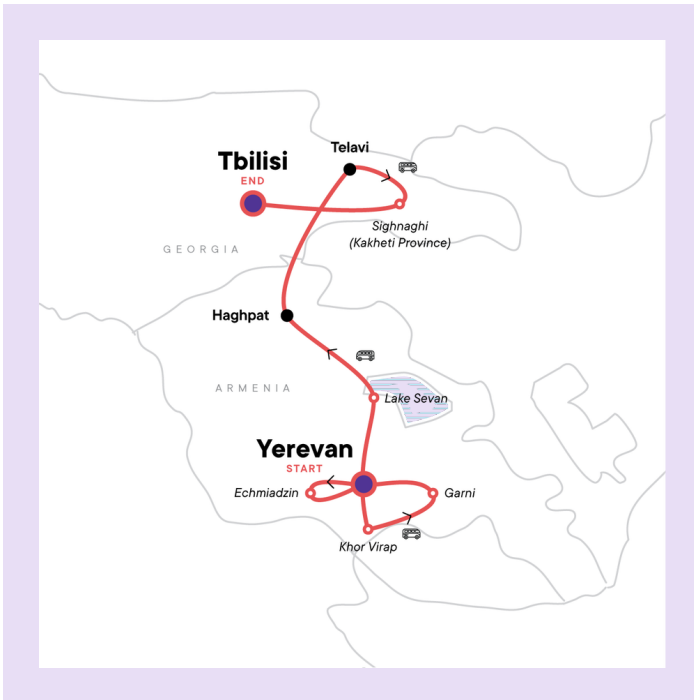 Telavi
Tbilisi
END
Sighnaghi
(Kakheti Province)
GEORGIA
Haghpat
ARMENIA
Lake Sevan
Yerevan
START
Echmiadzin
Garni
Khor Virap